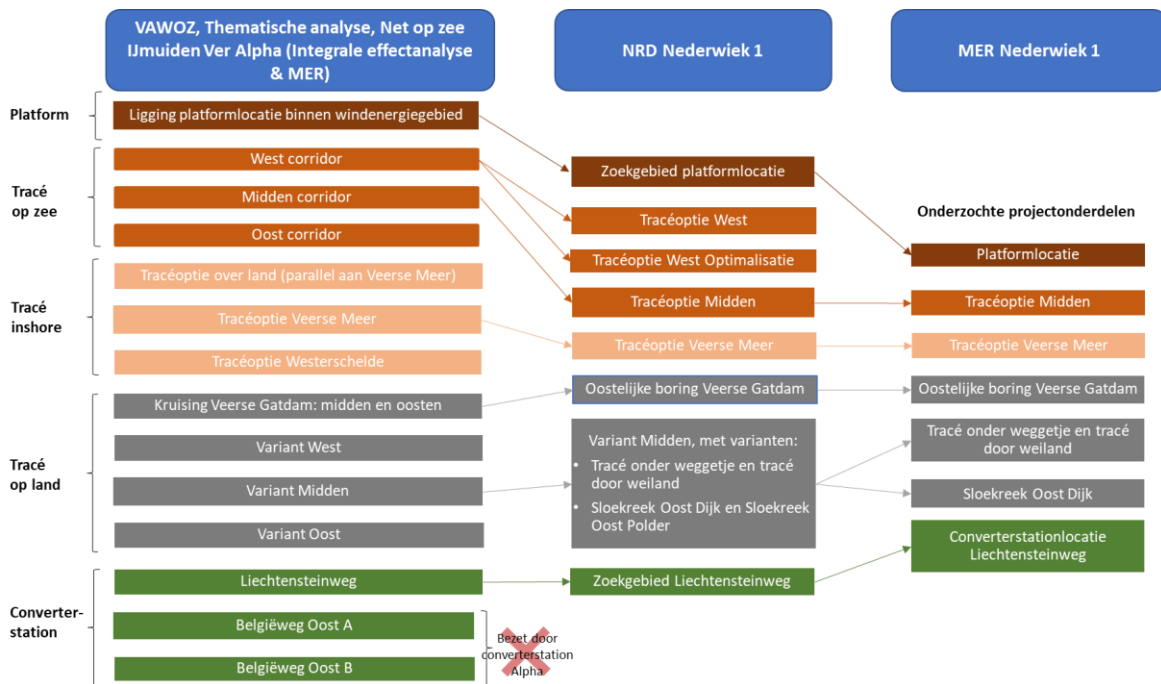 VAWOZ, Thematische analyse, Net op zee
IJmuiden Ver Alpha (Integrale effectanalyse
& MER)
NRD Nederwiek 1
MER Nederwiek 1
Platform
Ligging platformlocatie binnen windenergiegebied
Zoekgebied platformlocatie
Onderzochte projectonderdelen
Platformlocatie
Tracé
op zee
West corridor
Midden corridor
Oost corridor
Tracéoptie West
Tracéoptie West Optimalisatie
Tracéoptie Midden
Tracéoptie Midden
Tracé
inshore
Tracéoptie over land (parallel aan Veerse Meer)
Tracéoptie Veerse Meer
Tracéoptie Westerschelde
Tracéoptie Veerse Meer
Tracéoptie Veerse Meer
Tracé
op land
Kruising Veerse Gatdam: midden en oosten
Variant West
Variant Midden
Variant Oost
Oostelijke boring Veerse Gatdam
Variant Midden, met varianten:
• Tracé onder weggetje en tracé
door weiland
• Sloekreek Oost Dijk en Sloekreek
Oost Polder
Oostelijke boring Veerse Gatdam
Tracé onder weggetje en tracé
door weiland
Sloekreek Oost Dijk
Converter-
station
Liechtensteinweg
Belgiëweg Oost A
Belgiëweg Oost B
Bezet door
converterstation
Alpha
Zoekgebied Liechtensteinweg
Converterstationlocatie
Liechtensteinweg